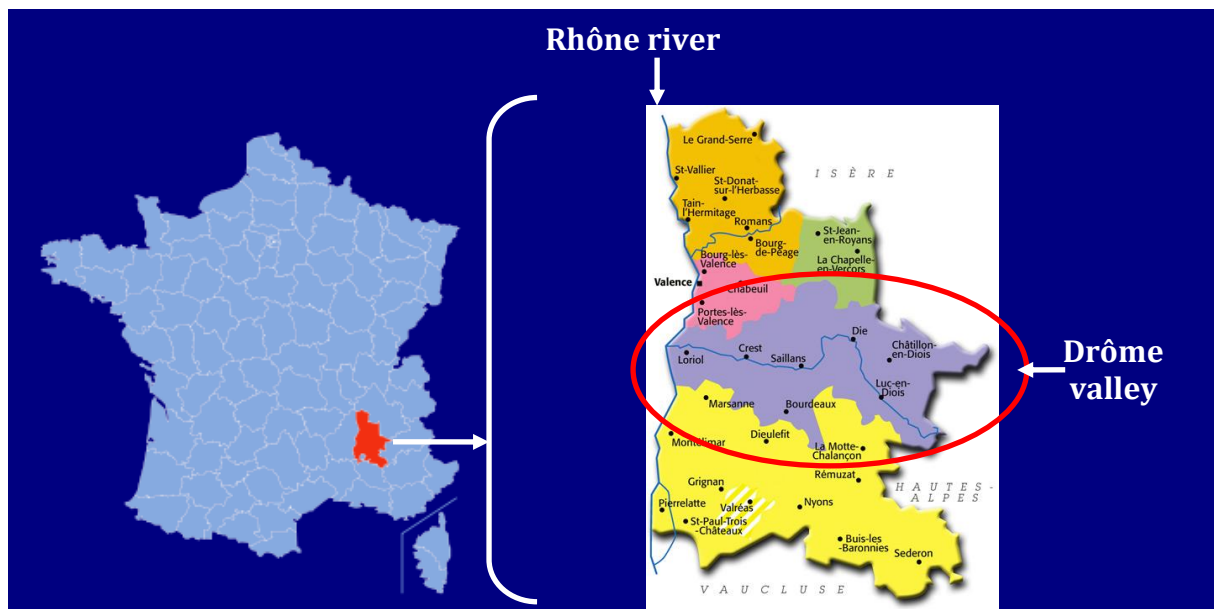 Rhône river
Le Grand-Serre
ISÈRE
St-Vallier
St-Donat-
sur-l'Herbasse
Tain-
l'Hermitage
Romans
St-Jean-
en-Royans
Bourg-
de-Péage
Bourg-lès-
Valence
La Chapelle-
en-Vercors
Valence
Chabeuil
Portes-lès-
Valence
Die
Châtillon-
en-Diois
Drôme
valley
Loriol
Crest
Saillans
Luc-en-
Diois
Marsanne
Bourdeaux
Montélimar
Dieulefit
La Motte-
Chalançon
Rémuzat
HAUTES-
ALPES
Grignan
Pierrelatte
Valréas
Nyons
St-Paul-Trois
-Châteaux
Buis-les
-Baronnies
Sederon
VAUCLUSE